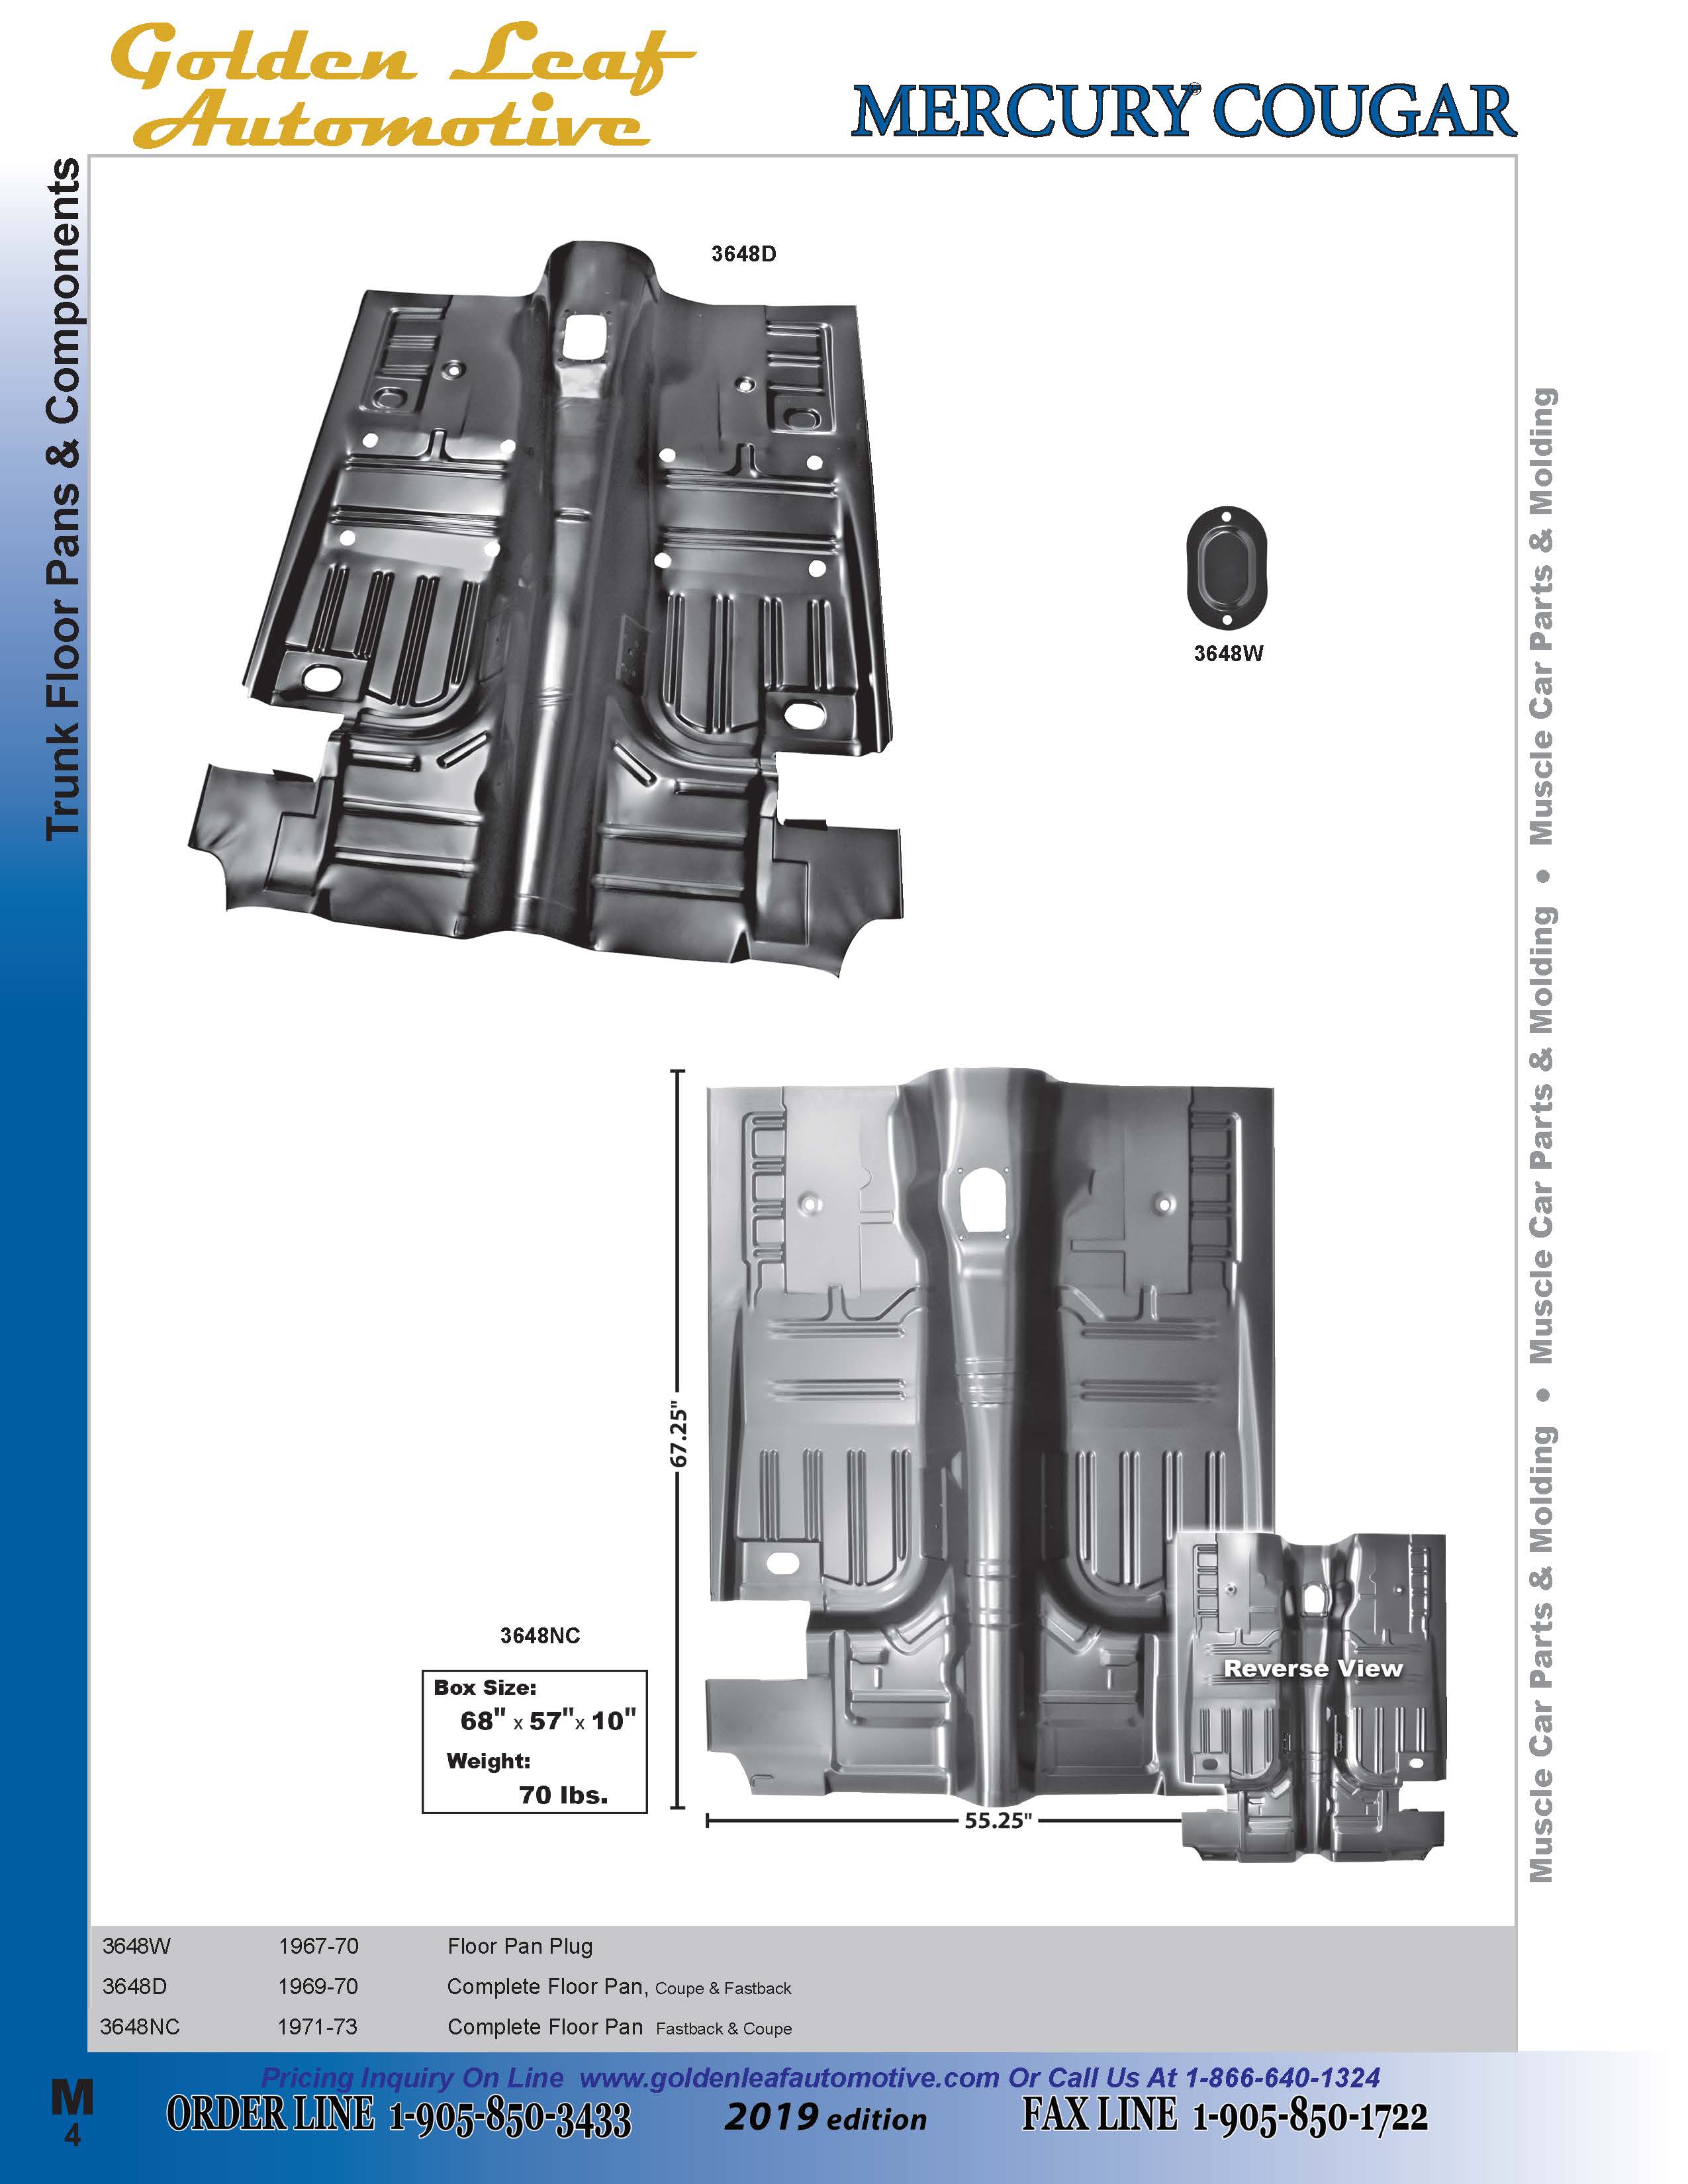 Golden Leaf
Automotive
MERCURY® COUGAR
Trunk Floor Pans & Components
3648D
3648W
Muscle Car Parts & Molding • Muscle Car Parts & Molding • Muscle Car Parts & Molding
67.25"
3648NC
Box Size:
68" x 57"x 10"
Weight:
70 lbs.
Reverse View
55.25"
3648W 1967-70 Floor Pan Plug
3648D 1969-70 Complete Floor Pan, Coupe & Fastback
3648NC 1971-73 Complete Floor Pan Fastback & Coupe
Pricing Inquiry On Line www.goldenleafautomotive.com Or Call Us At 1-866-640-1324
M
4
ORDER LINE 1-905-850-3433 2019 edition FAX LINE 1-905-850-1722